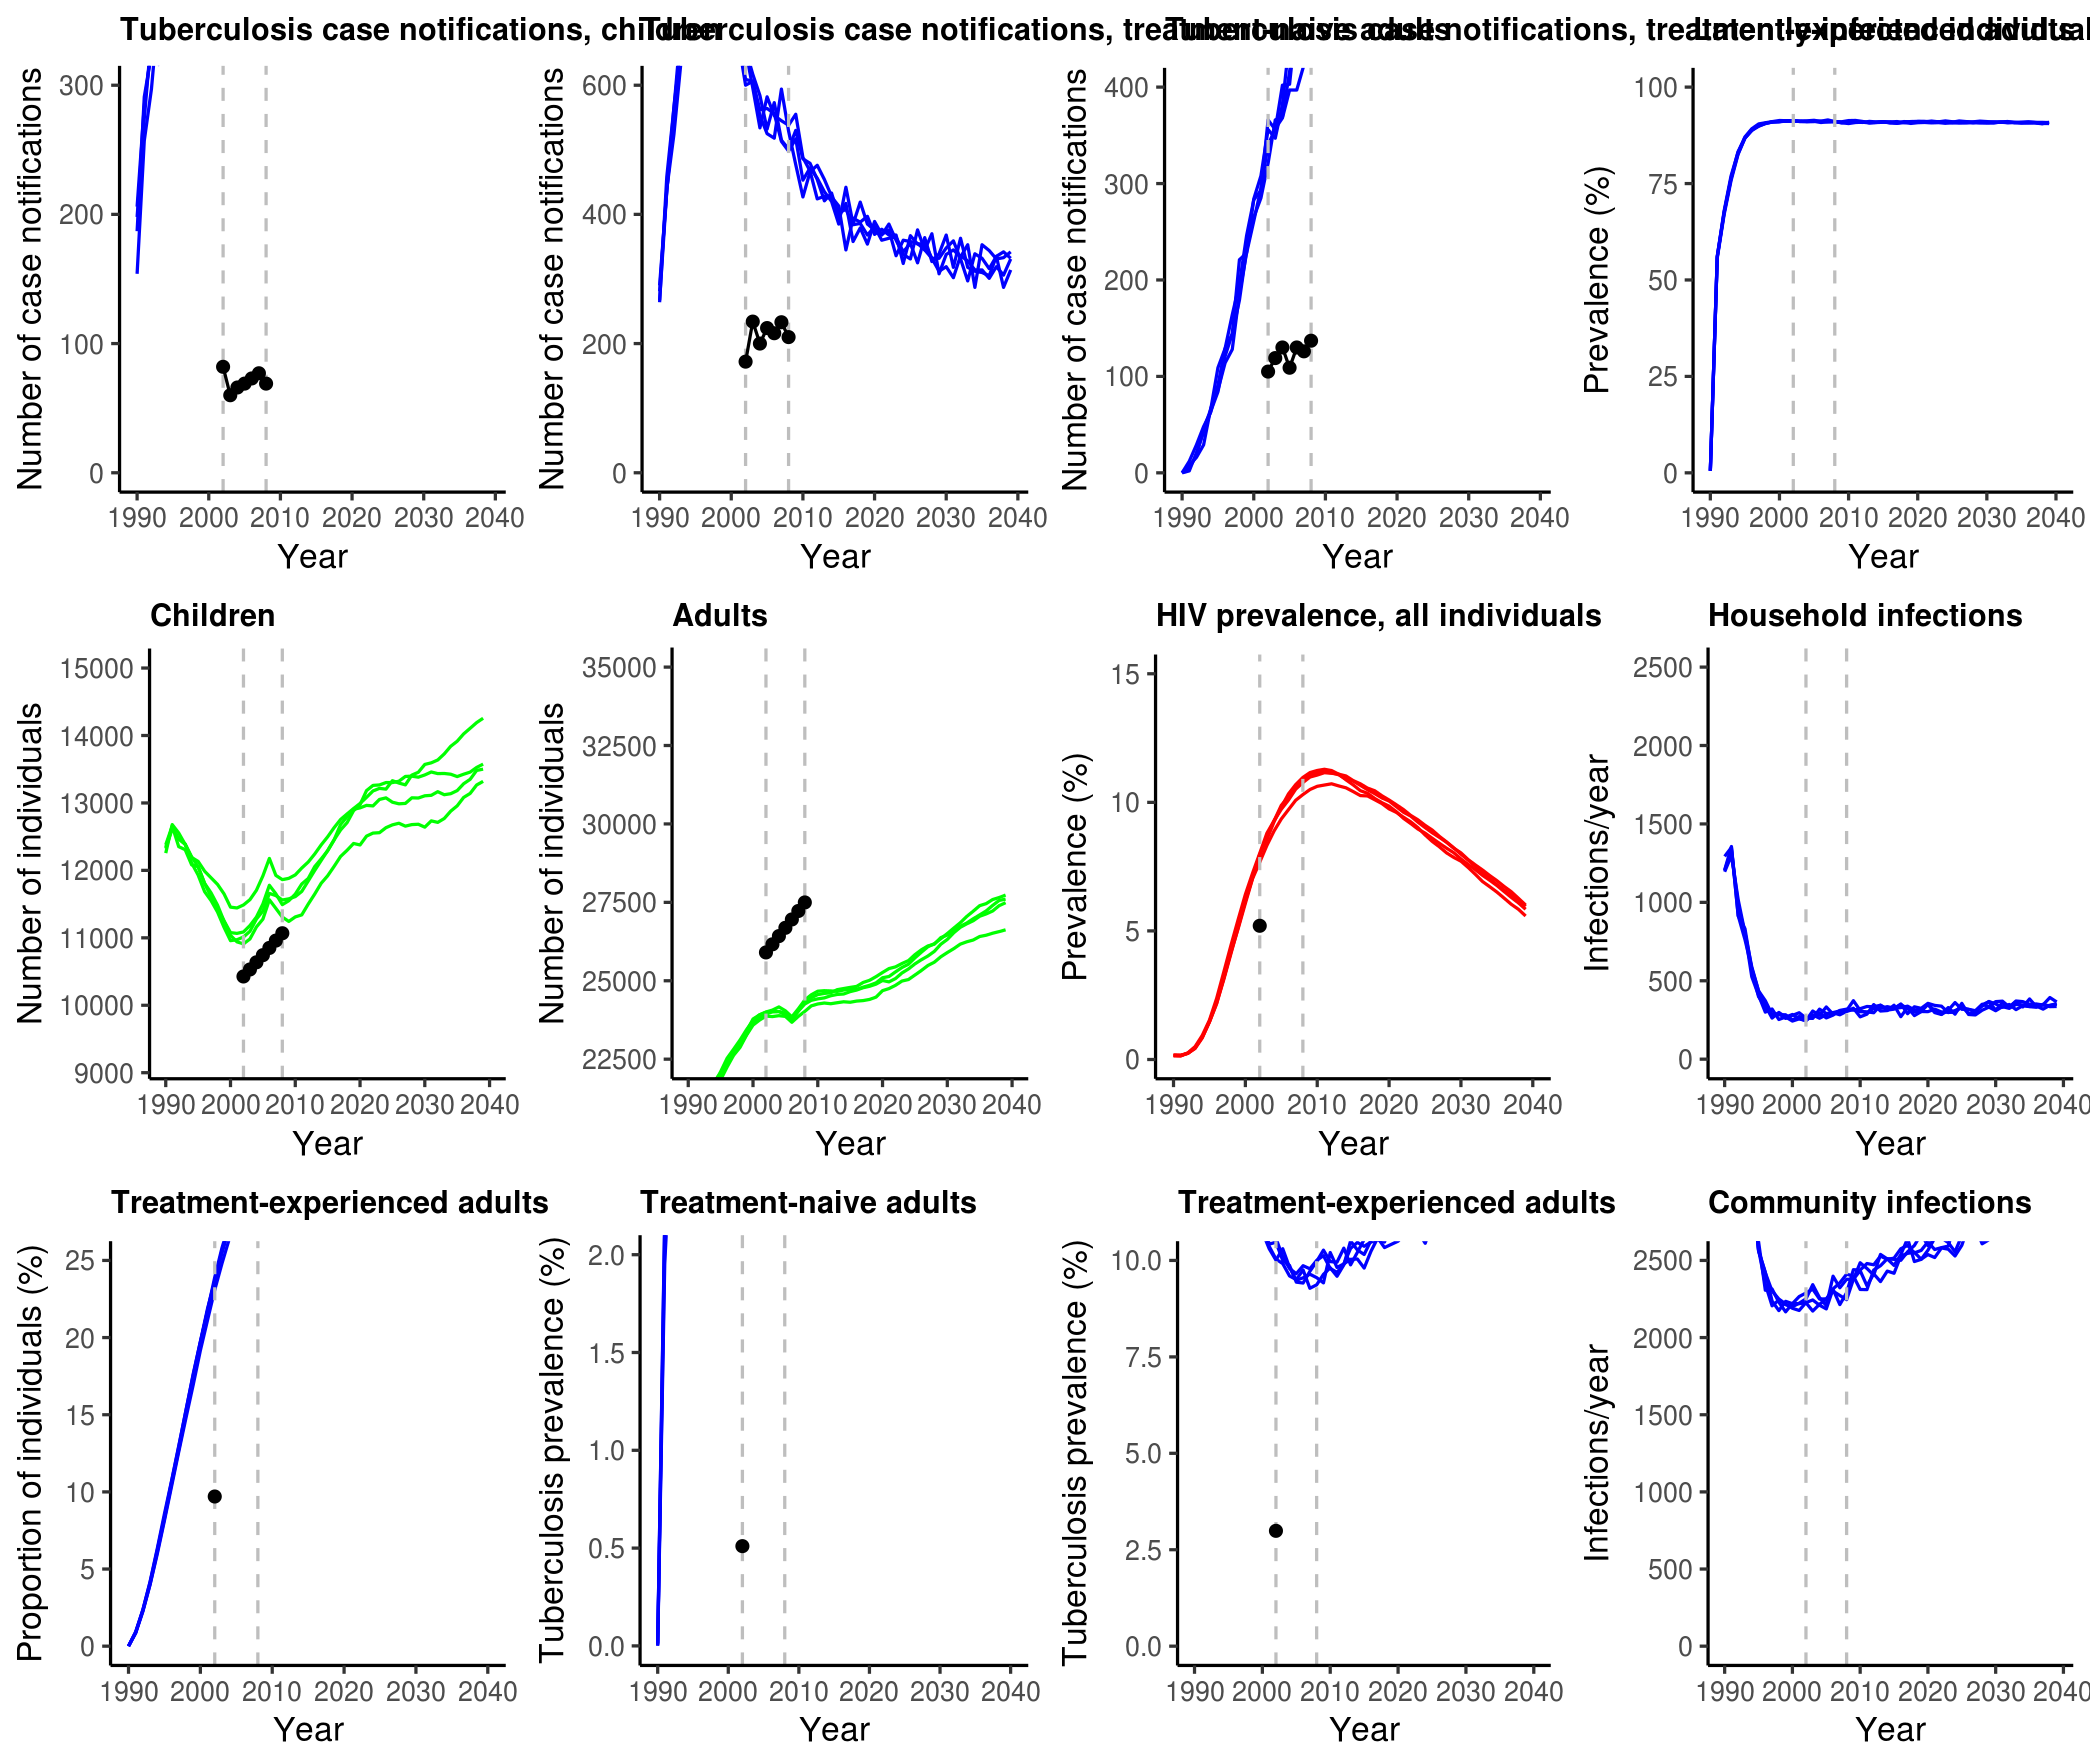 Tuberculosis case notifications, children
Tuberculosis case notifications, treatment-naive adults
Tuberculosis case notifications, treatment-experienced adults
Latently-infected individuals
Number of case notifications
300
200
100
0
1990 2000 2010 2020 2030 2040
Year
Number of case notifications
600
400
200
0
1990 2000 2010 2020 2030 2040
Year
Number of case notifications
400
300
200
100
0
1990 2000 2010 2020 2030 2040
Year
Prevalence (%)
100
75
50
25
0
1990 2000 2010 2020 2030 2040
Year
Children
Number of individuals
15000
14000
13000
12000
11000
10000
9000
1990 2000 2010 2020 2030 2040
Year
Adults
Number of individuals
35000
32500
30000
27500
25000
22500
1990 2000 2010 2020 2030 2040
Year
HIV prevalence, all individuals
Prevalence (%)
15
10
5
0
1990 2000 2010 2020 2030 2040
Year
Household infections
Infections/year
2500
2000
1500
1000
500
0
1990 2000 2010 2020 2030 2040
Year
Treatment-experienced adults
Proportion of individuals (%)
25
20
15
10
5
0
1990 2000 2010 2020 2030 2040
Year
Treatment-naive adults
Tuberculosis prevalence (%)
2.0
1.5
1.0
0.5
0.0
1990 2000 2010 2020 2030 2040
Year
Treatment-experienced adults
Tuberculosis prevalence (%)
10.0
7.5
5.0
2.5
0.0
1990 2000 2010 2020 2030 2040
Year
Community infections
Infections/year
2500
2000
1500
1000
500
0
1990 2000 2010 2020 2030 2040
Year